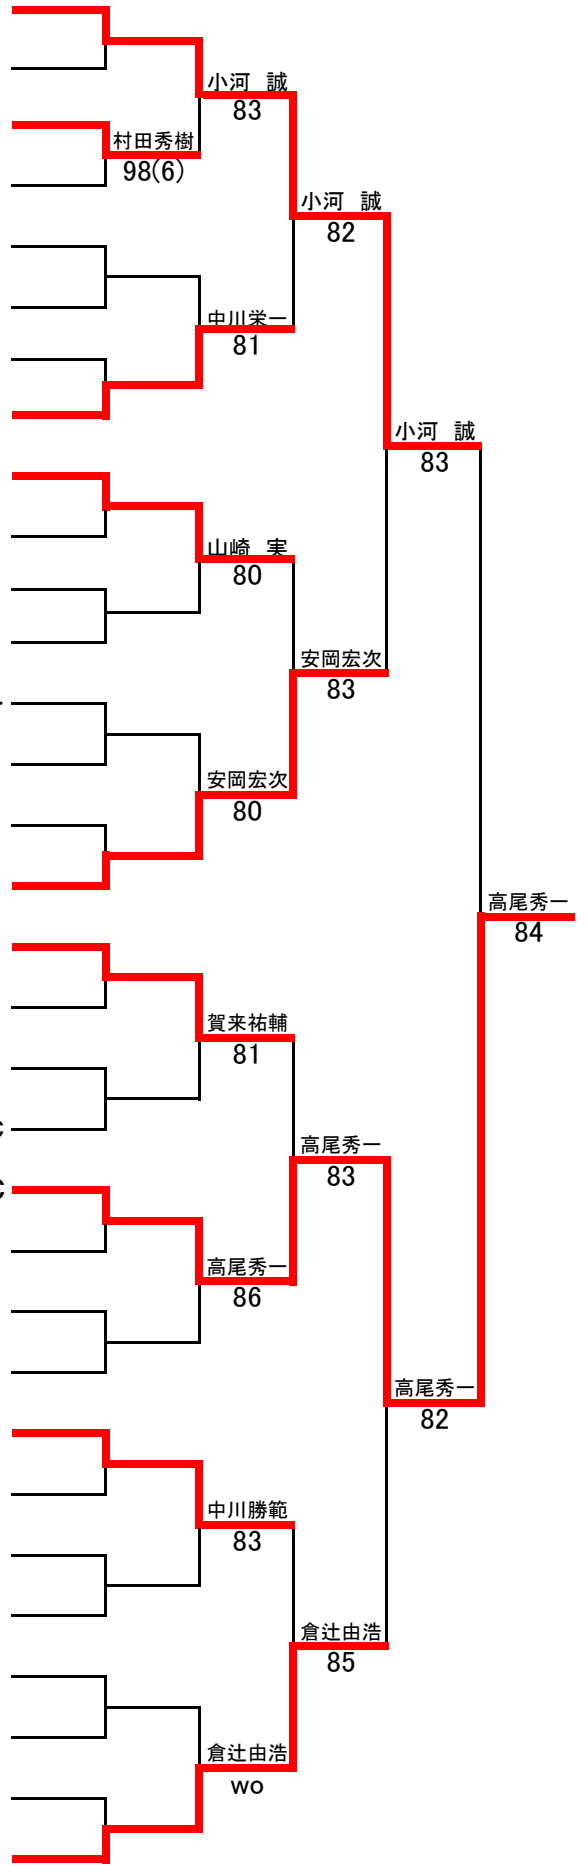 小河　誠
83
村田秀樹
98(6)
小河　誠
82
中川栄一
81
小河　誠
83
山崎　実
80
安岡宏次
83
安岡宏次
80
高尾秀一
84
賀来祐輔
81
高尾秀一
83
高尾秀一
86
高尾秀一
82
中川勝範
83
倉辻由浩
85
倉辻由浩
wo